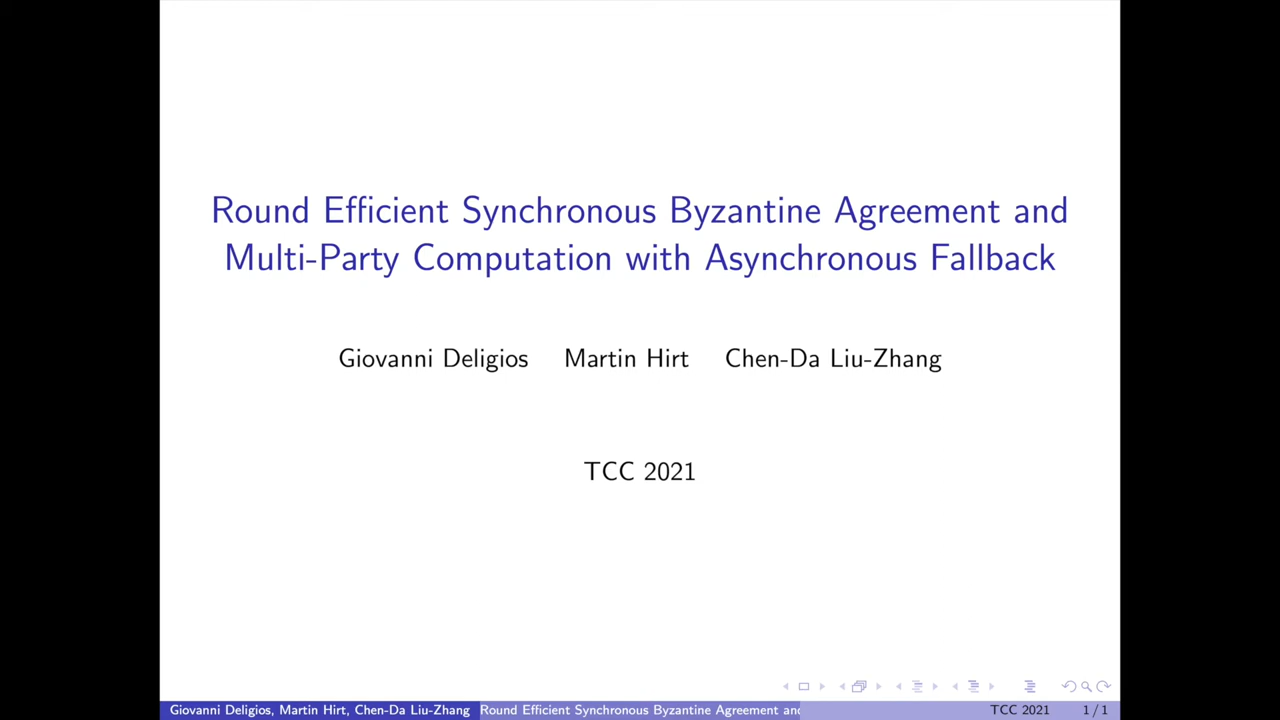 Round Efficient Synchronous Byzantine Agreement and
Multi-Party Computation with Asynchronous Fallback
Giovanni Deligios Martin Hirt Chen-Da Liu-Zhang
TCC 2021
Giovanni Deligios, Martin Hirt, Chen-Da Liu-Zhang Round Efficient Synchronous Byzantine Agreement and TCC 2021 1 / 1